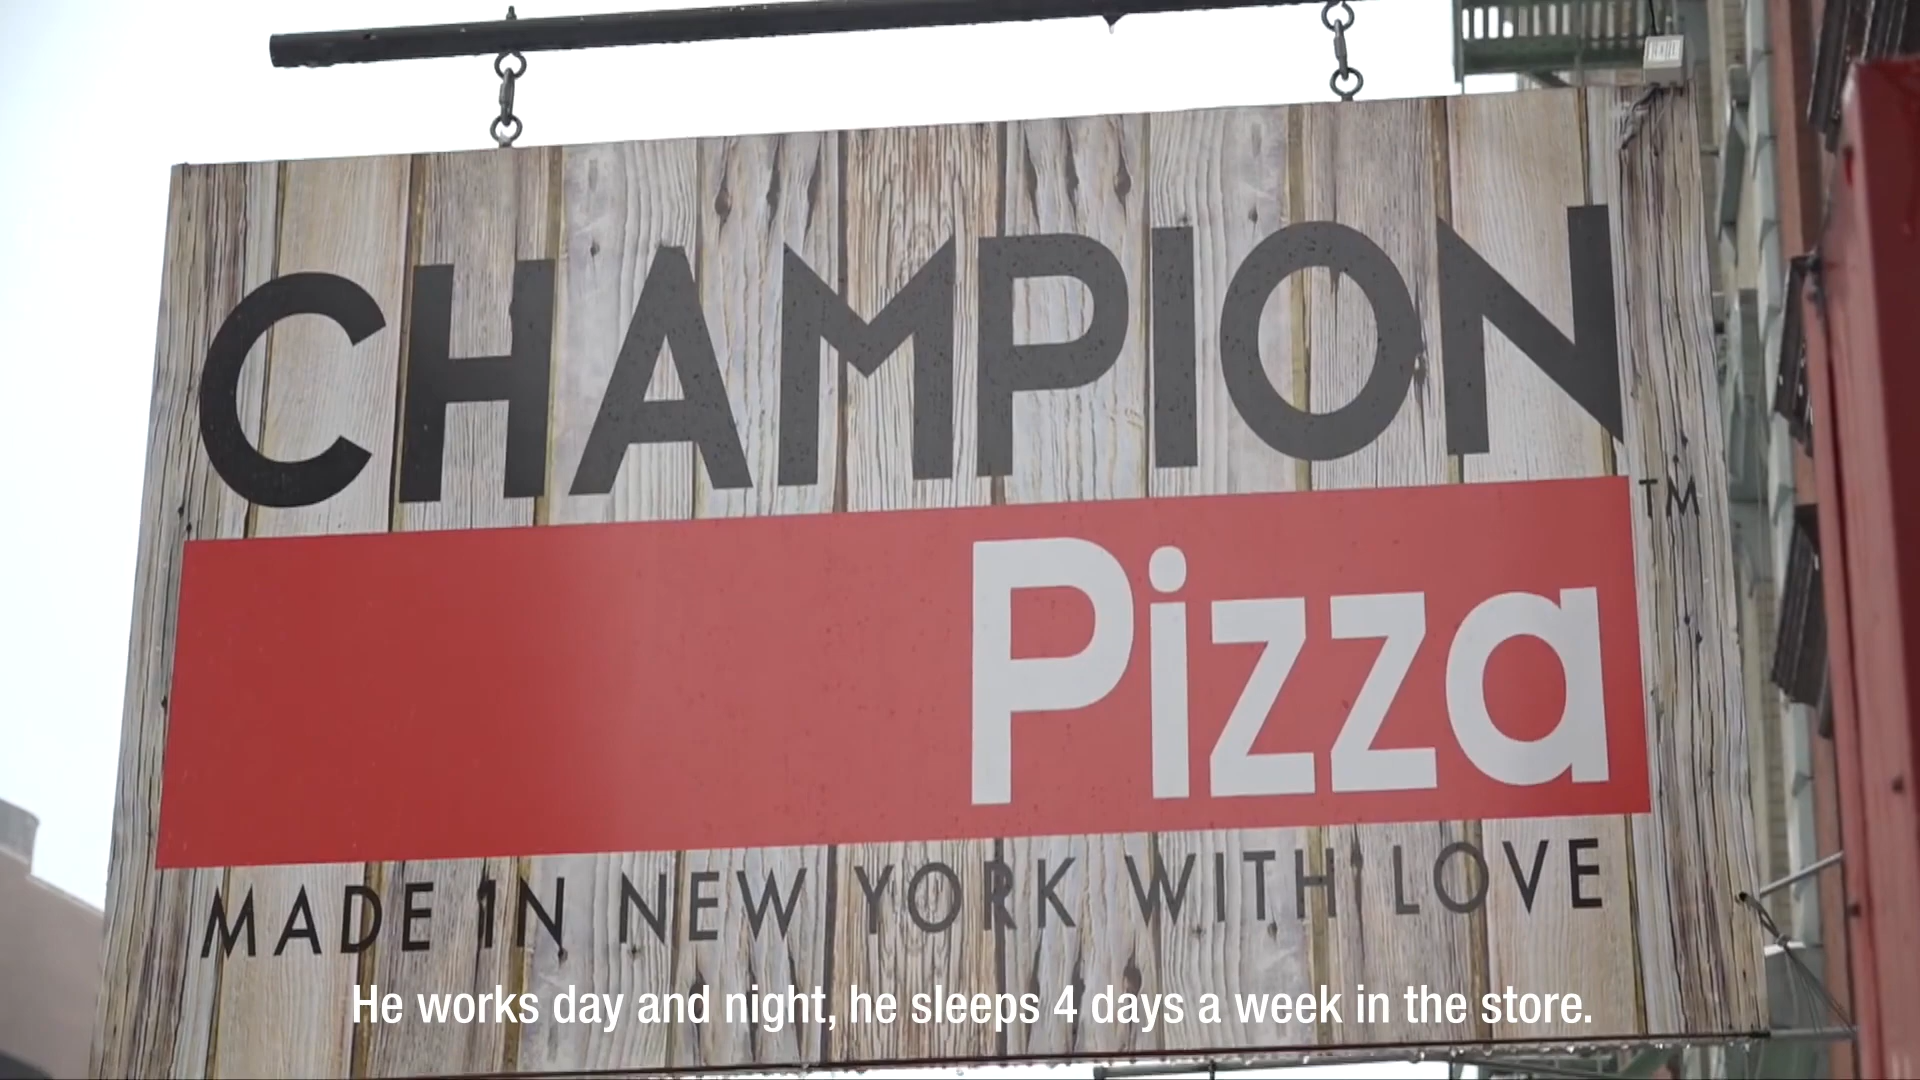 CHAMPION
Pizza
TM
MADE IN NEW YORK WITH LOVE
He works day and night, he sleeps 4 days a week in the store.